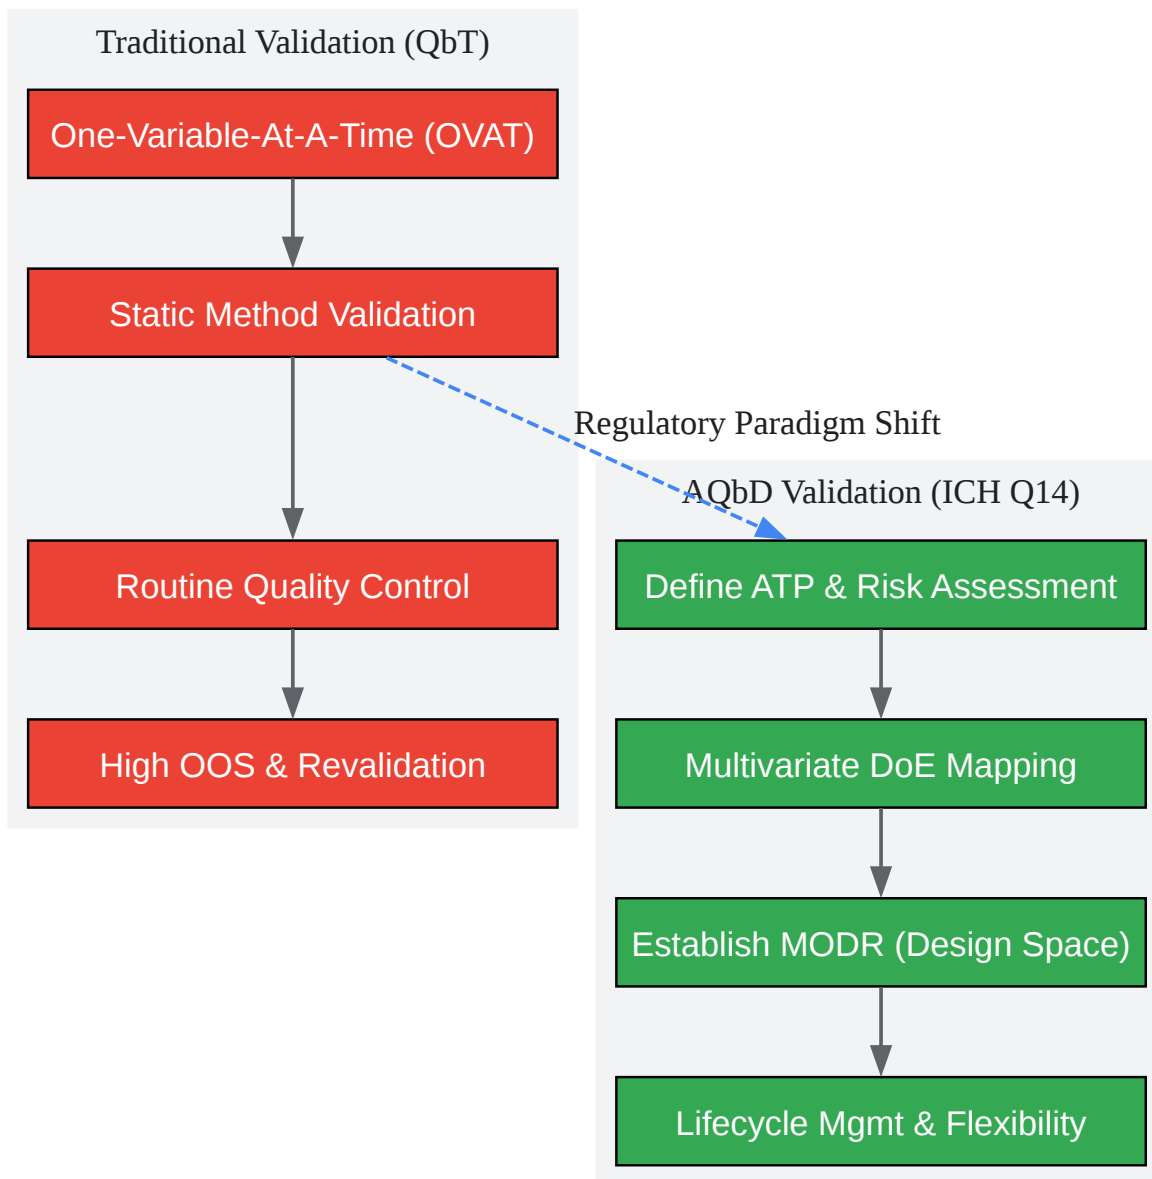 Traditional Validation (QbT)
One-Variable-At-A-Time (OVAT)
Static Method Validation
Routine Quality Control
High OOS & Revalidation
Regulatory Paradigm Shift
AQbD Validation (ICH Q14)
Define ATP & Risk Assessment
Multivariate DoE Mapping
Establish MODR (Design Space)
Lifecycle Mgmt & Flexibility